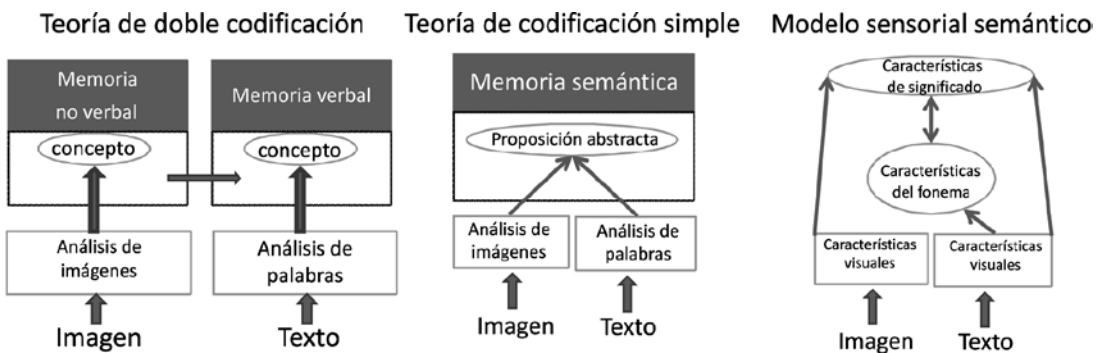 Teoría de doble codificación
Memoria
no verbal
Memoria verbal
concepto
concepto
Análisis de
imágenes
Análisis de
palabras
Imagen
Texto
Teoría de codificación simple
Memoria semántica
Proposición abstracta
Análisis de
imágenes
Análisis de
palabras
Imagen
Texto
Modelo sensorial semántico
Características
de significado
Características
del fonema
Características
visuales
Características
visuales
Imagen
Texto